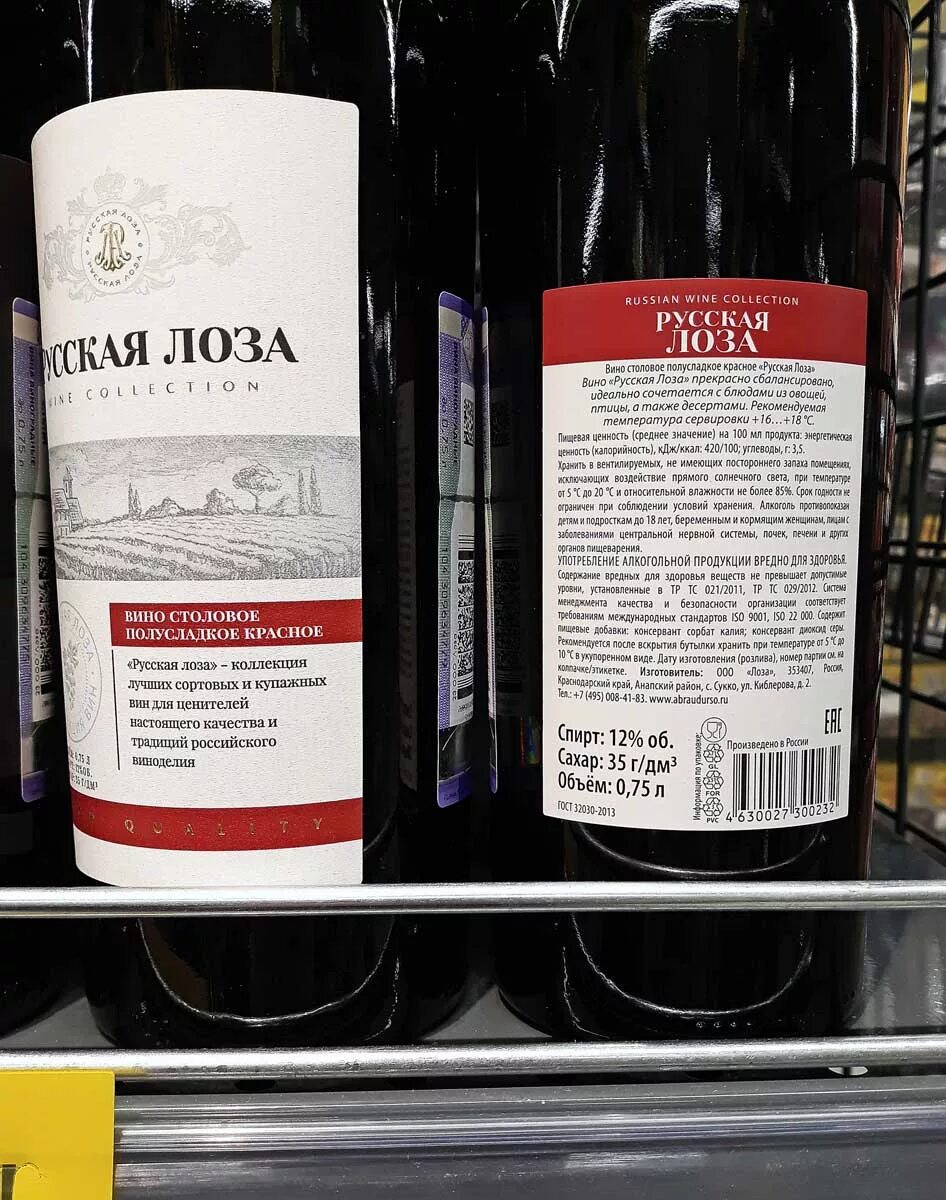 РУССКАЯ ЛОЗА
РУССКАЯ ЛОЗА
УССКАЯ ЛОЗА
WINE COLLECTION
ВИНО СТОЛОВОЕ
ПОЛУСЛАДКОЕ КРАСНОЕ
«Русская лоза» – коллекция
лучших сортовых и купажных
вин для ценителей
настоящего качества и
традиций российского
виноделия
0,75 Л
QUALITY
RUSSIAN WINE COLLECTION
РУССКАЯ
ЛОЗА
Вино столовое полусладкое красное «Русская Лоза»
Вино «Русская Лоза» прекрасно сбалансировано,
идеально сочетается с блюдами из овощей,
птицы, а также десертами. Рекомендуемая
температура сервировки +16...+18 °С.
Пищевая ценность (среднее значение) на 100 мл продукта: энергетическая
ценность (калорийность), кДж/ккал: 420/100; углеводы, г: 3,5.
Хранить в вентилируемых, не имеющих постороннего запаха помещениях,
исключающих воздействие прямого солнечного света, при температуре
от 5 °С до 20 °С и относительной влажности не более 85%. Срок годности не
ограничен при соблюдении условий хранения. Алкоголь противопоказан
детям и подросткам до 18 лет, беременным и кормящим женщинам, лицам с
заболеваниями центральной нервной системы, почек, печени и других
органов пищеварения.
УПОТРЕБЛЕНИЕ АЛКОГОЛЬНОЙ ПРОДУКЦИИ ВРЕДНО ДЛЯ ЗДОРОВЬЯ.
Содержание вредных для здоровья веществ не превышает допустимые
уровни, установленные в ТР ТС 021/2011, ТР ТС 029/2012. Система
менеджмента качества и безопасности организации соответствует
требованиям международных стандартов ISO 9001, ISO 22 000. Содержит
пищевые добавки: консервант сорбат калия; консервант диоксид серы.
Рекомендуется после вскрытия бутылки хранить при температуре от 5 °С до
10 °С в укупоренном виде. Дату изготовления (розлива), номер партии см. на
колпачке/этикетке. Изготовитель: ООО «Лоза», 353407, Россия,
Краснодарский край, Анапский район, с. Сукко, ул. Киблерова, д. 2.
Тел.: +7 (495) 008-41-83. www.abraudurso.ru
Спирт: 12% об.
Сахар: 35 г/дм³
Объём: 0,75 л
ГОСТ 32030-2013
Информация по упаковке:
GL
FOR
PVC
Произведено в России
ЕАС
4 630027 300232